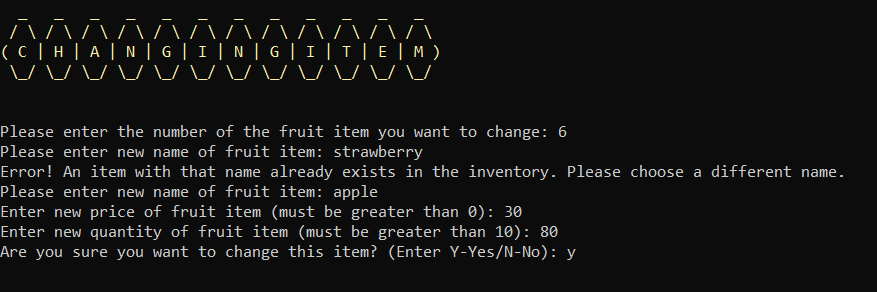 ( C | H | A | N | G | I | N | G | I | T | E | M )
Please enter the number of the fruit item you want to change: 6
Please enter new name of fruit item: strawberry
Error! An item with that name already exists in the inventory. Please choose a different name.
Please enter new name of fruit item: apple
Enter new price of fruit item (must be greater than 0): 30
Enter new quantity of fruit item (must be greater than 10): 80
Are you sure you want to change this item? (Enter Y-Yes/N-No): y